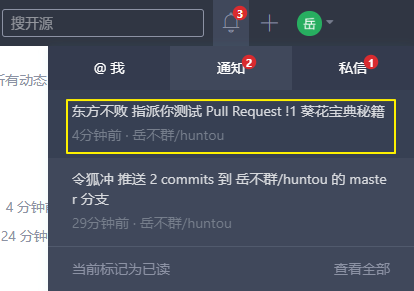 搜开源
3
岳
@ 我
通知
2
私信
1
所有动态
东方不败 指派你测试 Pull Request !1 葵花宝典秘籍
4分钟前 · 岳不群/huntou
令狐冲 推送 2 commits 到 岳不群/huntou 的 maste
r 分支
29分钟前 · 岳不群/huntou
4 分钟前
24 分钟
当前标记为已读
查看全部